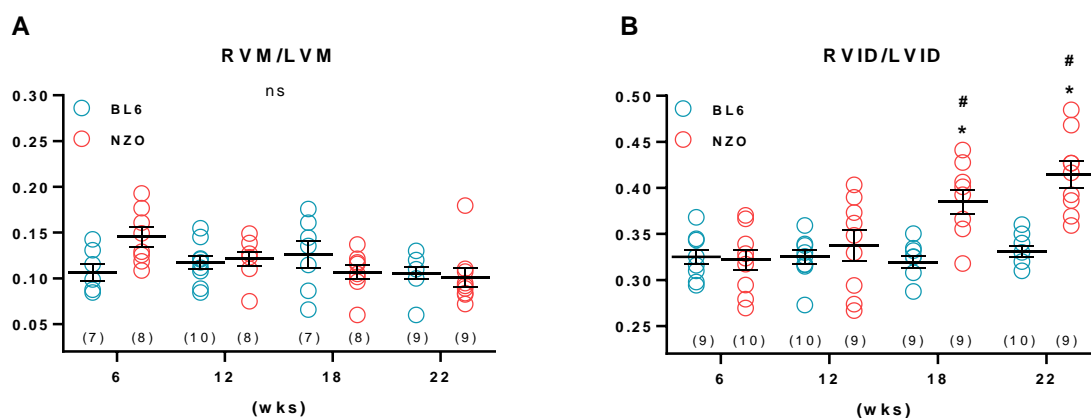 A
RVM/LVM
ns
BL6
NZO
0.30
0.25
0.20
0.15
0.10
0.05
(7) (8) (10) (8) (7) (8) (9) (9)
6 12 18 22
(wks)
B
RVID/LVID
#
*
#
*
BL6
NZO
0.50
0.45
0.40
0.35
0.30
0.25
(9) (10) (10) (9) (9) (9) (10) (9)
6 12 18 22
(wks)